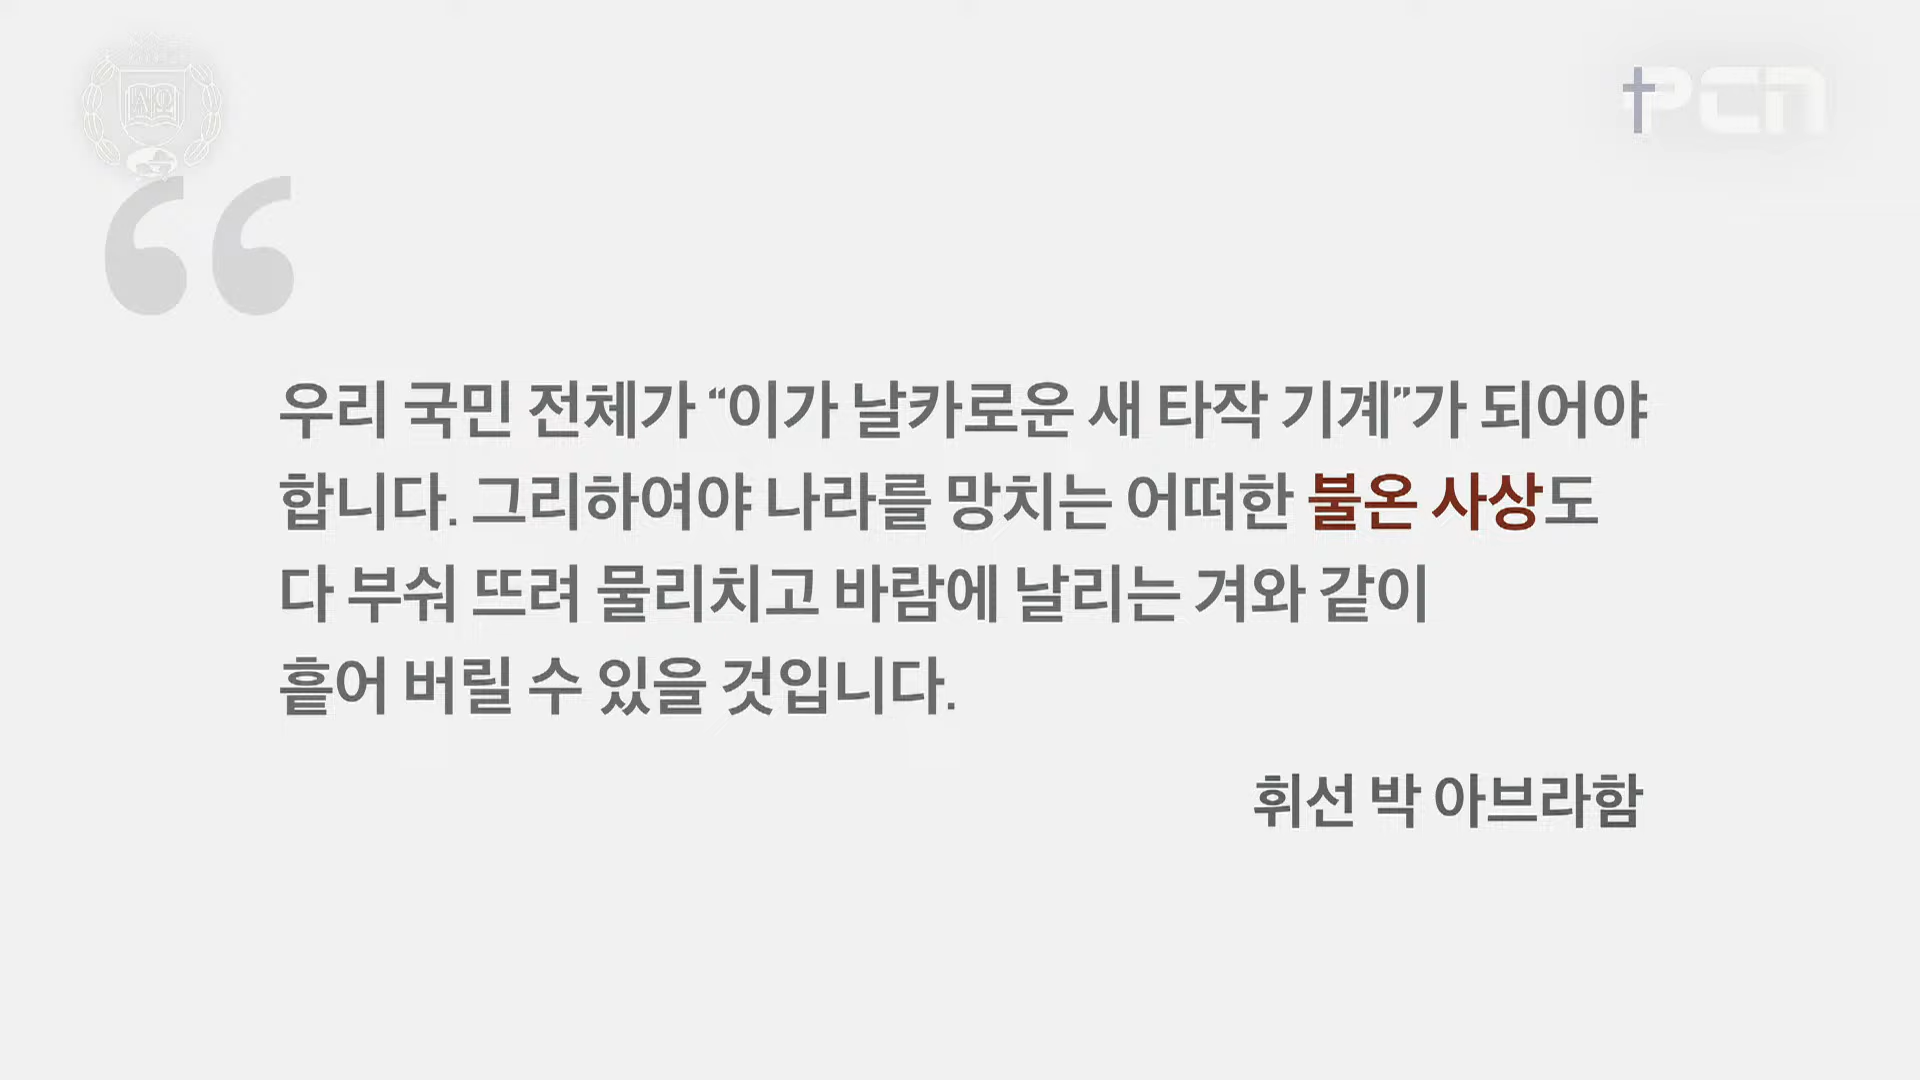 PCN
ΑΩ
우리 국민 전체가 “이가 날카로운 새 타작 기계”가 되어야
합니다. 그리하여야 나라를 망치는 어떠한 불온 사상도
다 부숴 뜨려 물리치고 바람에 날리는 겨와 같이
흩어 버릴 수 있을 것입니다.
휘선 박 아브라함